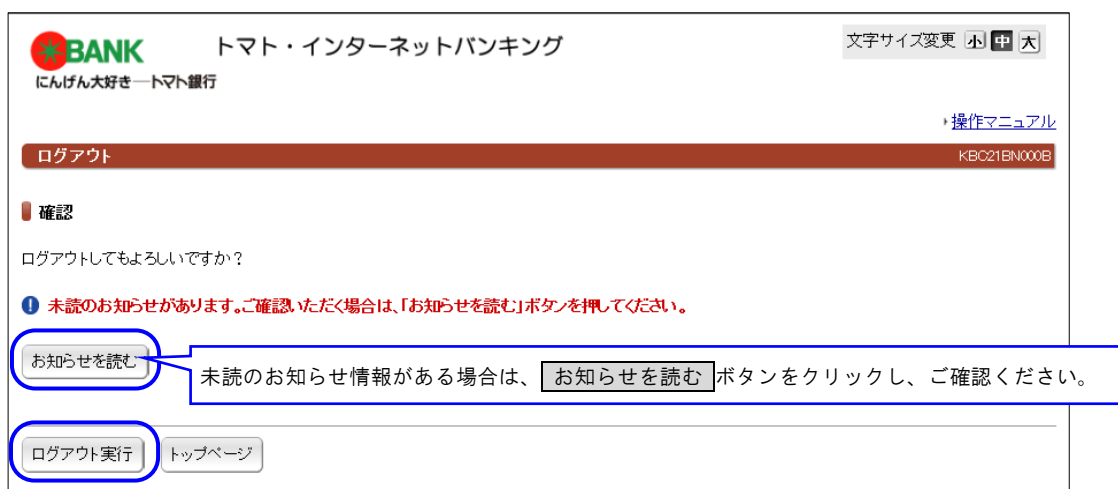 BANK
トマト・インターネットバンキング
文字サイズ変更 小 中 大
にんげん大好き―トマト銀行
操作マニュアル
ログアウト KBC21BN000B
確認
ログアウトしてもよろしいですか？
未読のお知らせがあります。ご確認いただく場合は、「お知らせを読む」ボタンを押してください。
お知らせを読む
未読のお知らせ情報がある場合は、 お知らせを読む ボタンをクリックし、ご確認ください。
ログアウト実行 トップページ